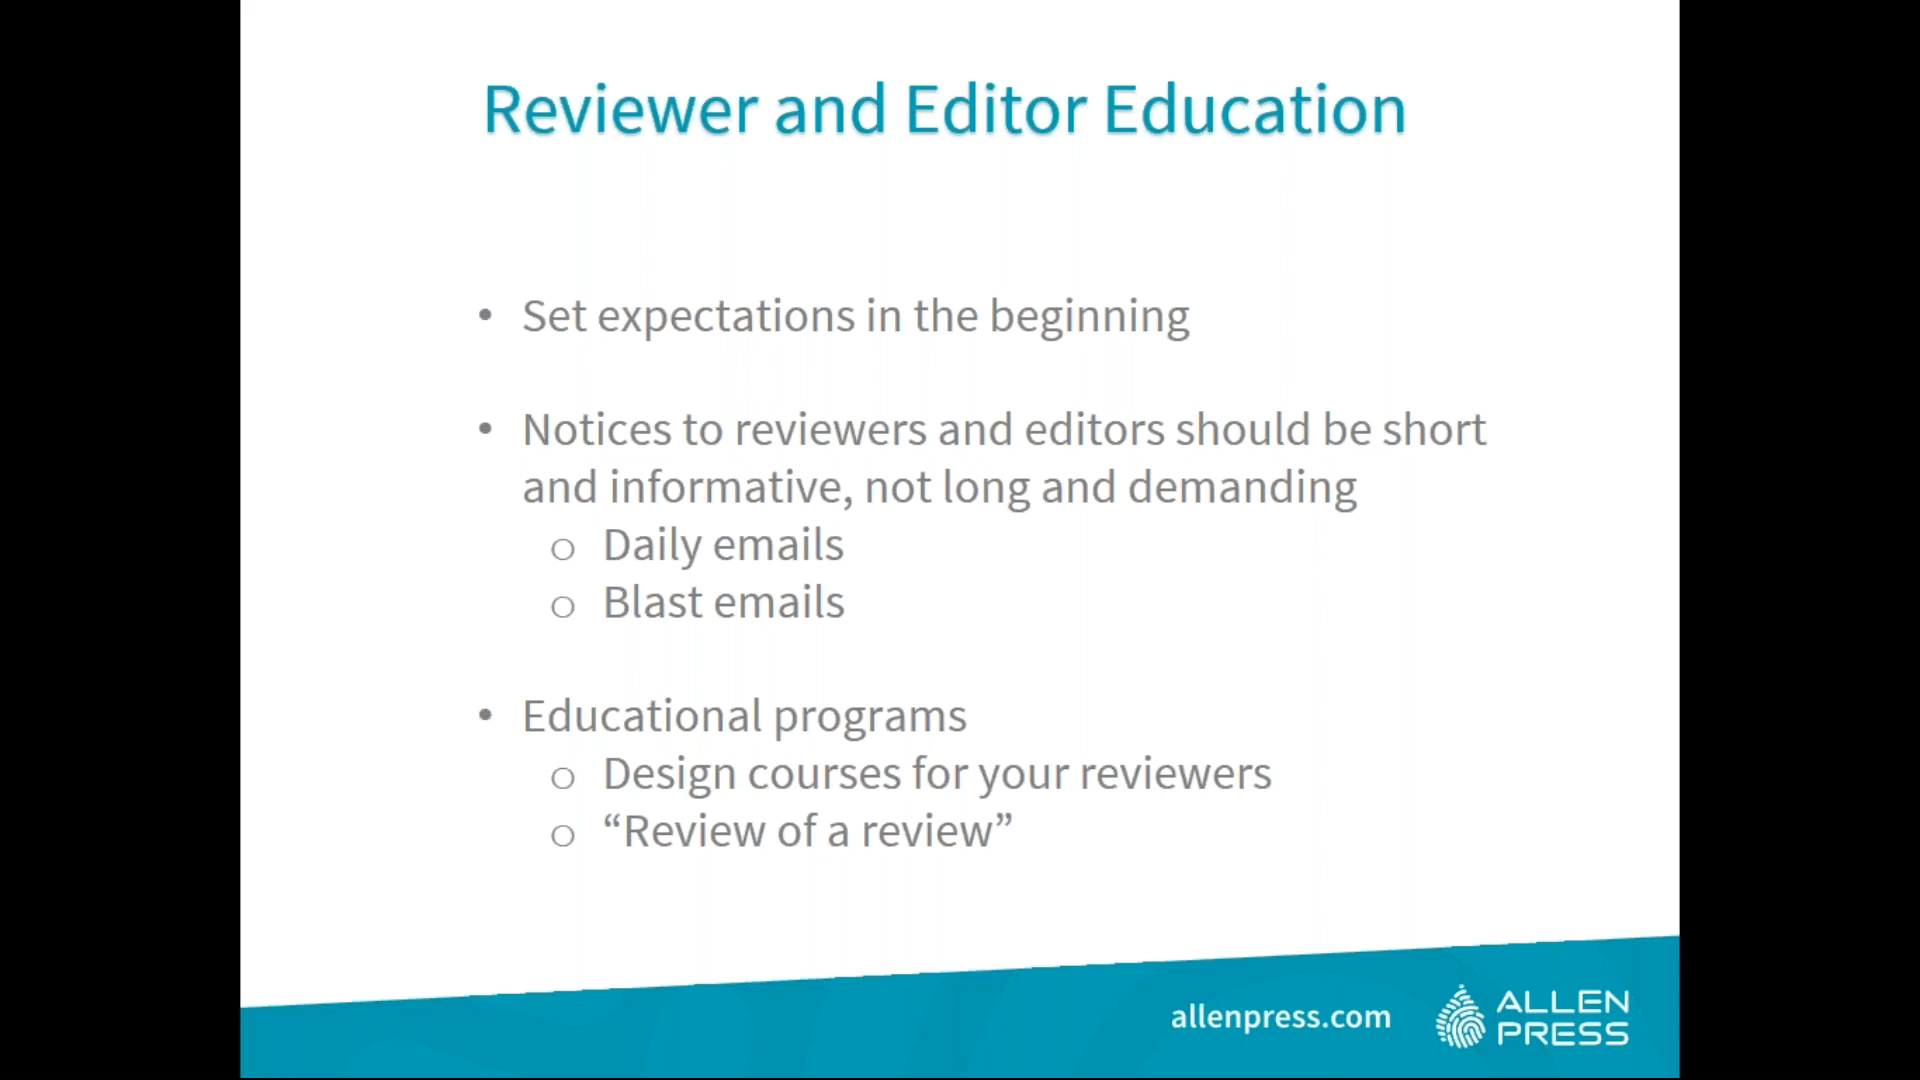 Reviewer and Editor Education
• Set expectations in the beginning
• Notices to reviewers and editors should be short
and informative, not long and demanding
o Daily emails
o Blast emails
• Educational programs
o Design courses for your reviewers
o “Review of a review”
allenpress.com
ALLEN
PRESS